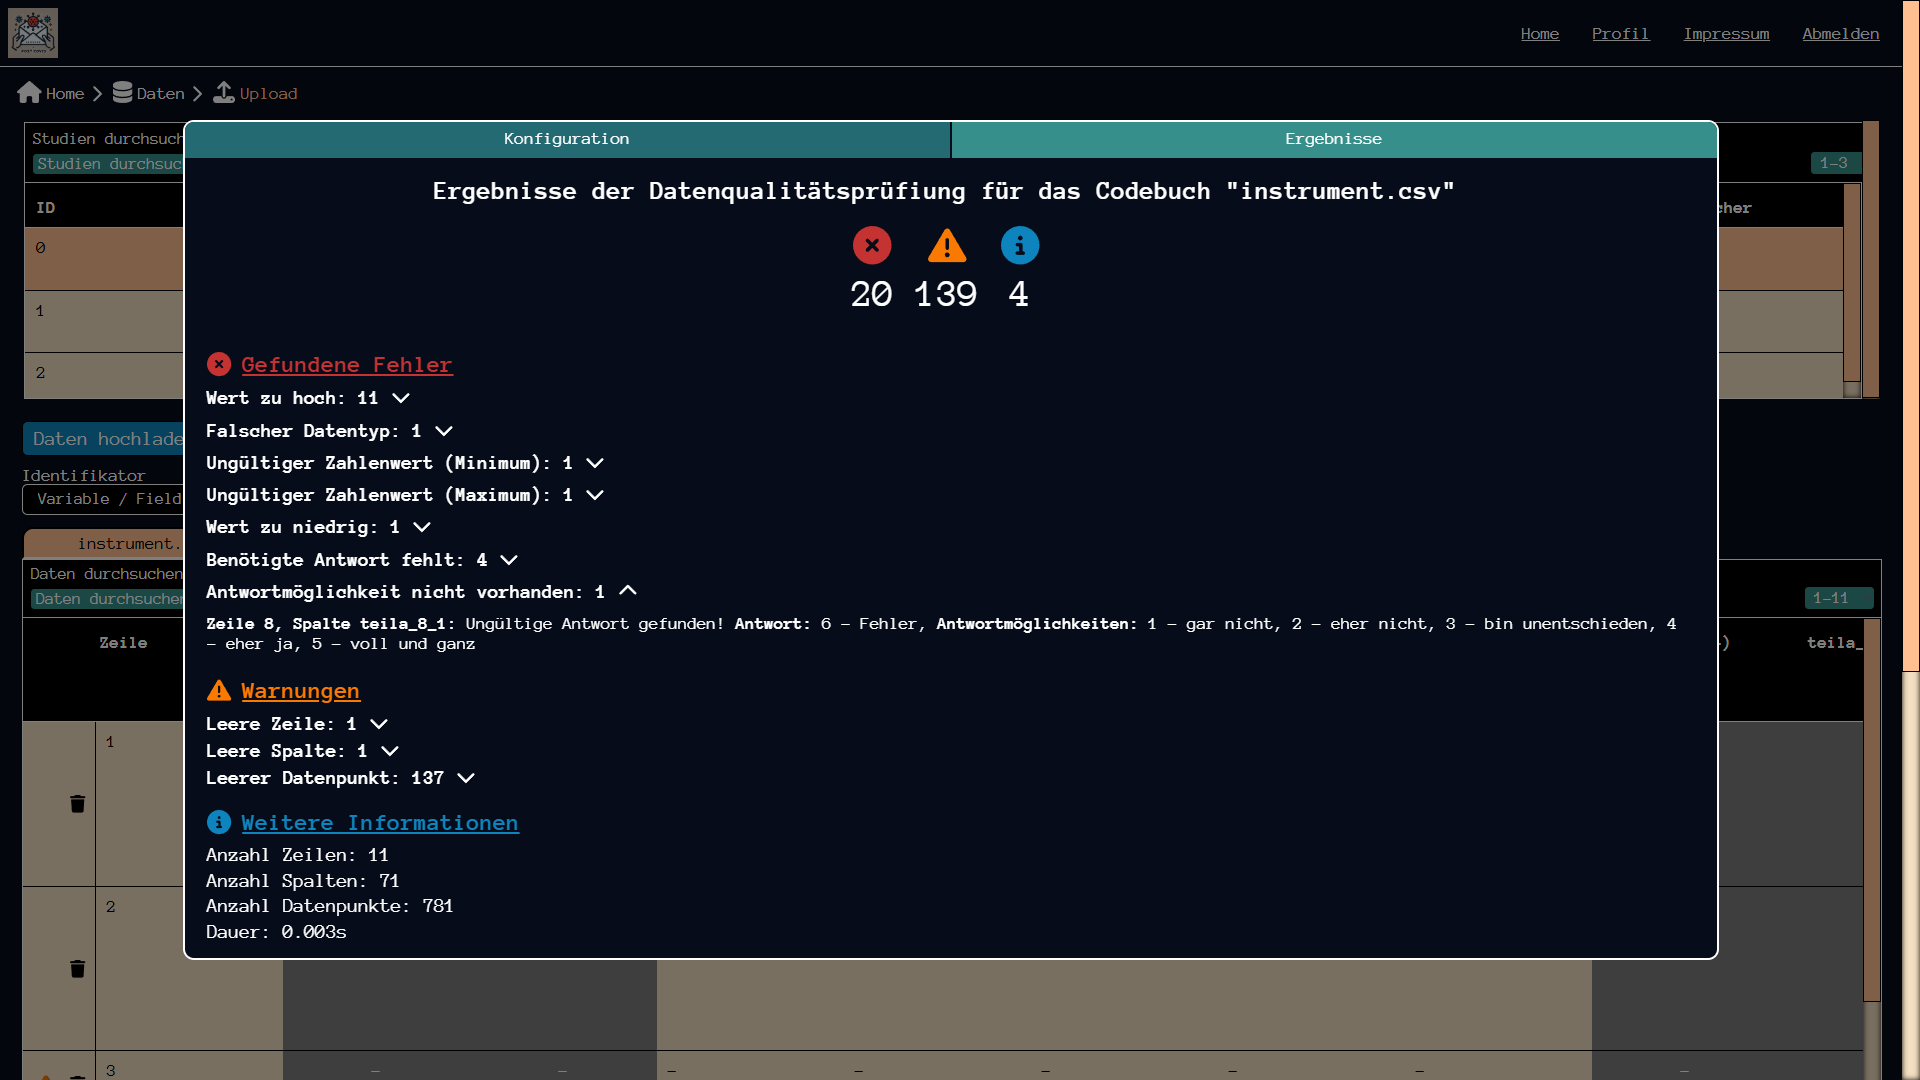 Home Profil Impressum Abmelden
Home Daten Upload
Studien durchsuch
Studien durchsuc 1-3
ID cher
0
1
2
Konfiguration Ergebnisse
Ergebnisse der Datenqualitätsprüfiung für das Codebuch "instrument.csv"
20 139 4
Gefundene Fehler
Wert zu hoch: 11
Falscher Datentyp: 1
Ungültiger Zahlenwert (Minimum): 1
Ungültiger Zahlenwert (Maximum): 1
Wert zu niedrig: 1
Benötigte Antwort fehlt: 4
Antwortmöglichkeit nicht vorhanden: 1
Zeile 8, Spalte teila_8_1: Ungültige Antwort gefunden! Antwort: 6 - Fehler, Antwortmöglichkeiten: 1 - gar nicht, 2 - eher nicht, 3 - bin unentschieden, 4
- eher ja, 5 - voll und ganz
Warnungen
Leere Zeile: 1
Leere Spalte: 1
Leerer Datenpunkt: 137
Weitere Informationen
Anzahl Zeilen: 11
Anzahl Spalten: 71
Anzahl Datenpunkte: 781
Dauer: 0.003s
Daten hochlade
Identifikator
Variable / Field
instrument.
Daten durchsuchen
Daten durchsuchen 1-11
Zeile ) teila_
1
2
3 - - - - - - - -